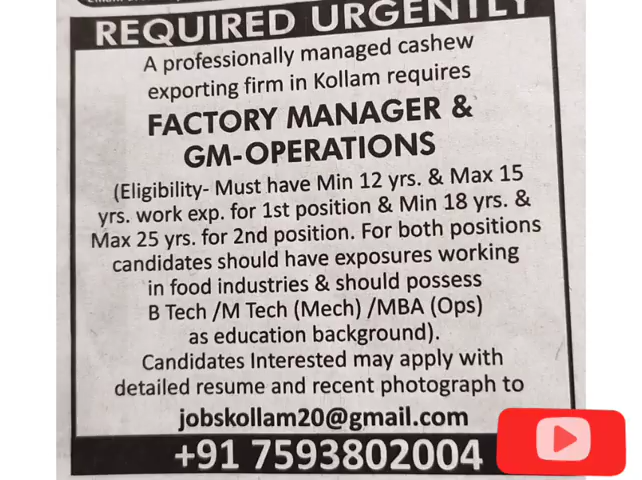 REQUIRED URGENTLY
A professionally managed cashew
exporting firm in Kollam requires
FACTORY MANAGER &
GM-OPERATIONS
(Eligibility- Must have Min 12 yrs. & Max 15
yrs. work exp. for 1st position & Min 18 yrs. &
Max 25 yrs. for 2nd position. For both positions
candidates should have exposures working
in food industries & should possess
B Tech /M Tech (Mech) /MBA (Ops)
as education background).
Candidates Interested may apply with
detailed resume and recent photograph to
jobskollam20@gmail.com
+91 7593802004